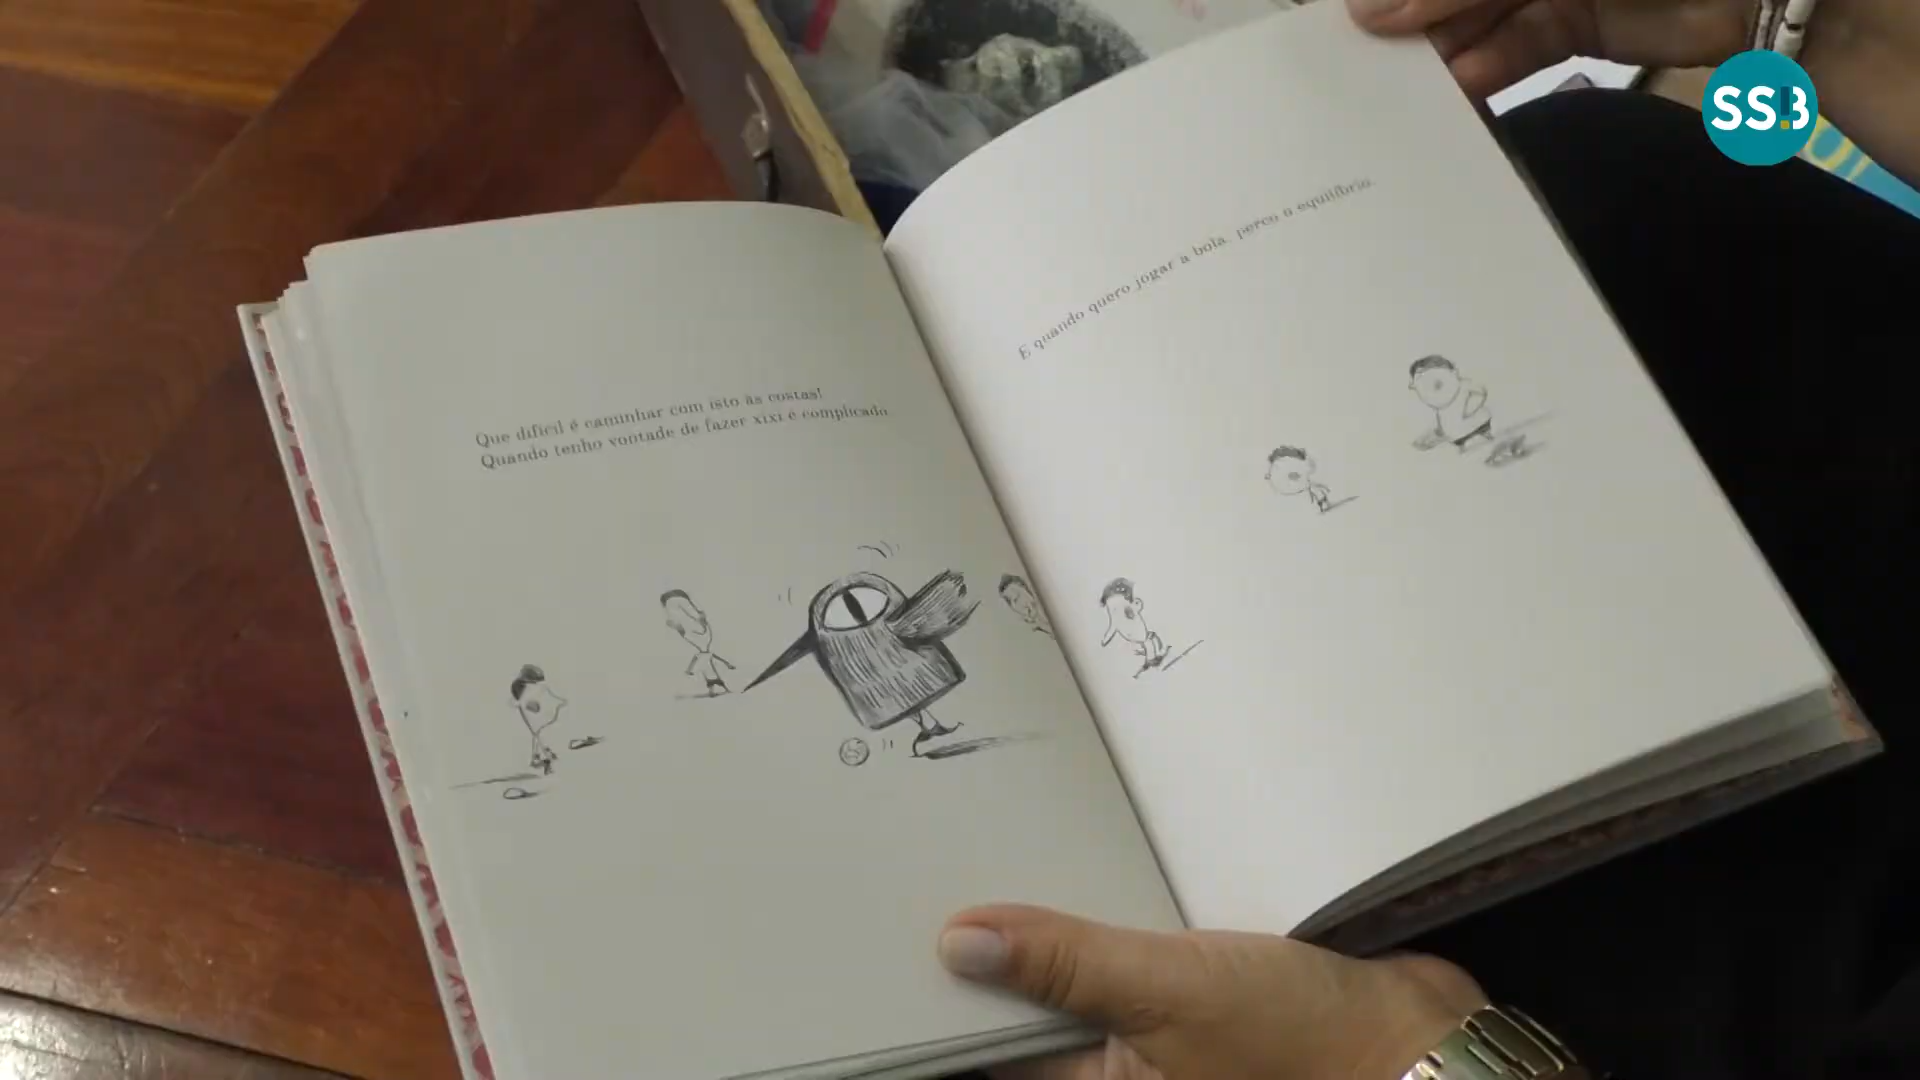 Que difícil é caminhar com isto às costas!
Quando tenho vontade de fazer xixi é complicado.
E quando quero jogar a bola, perco o equilíbrio.
SS!B